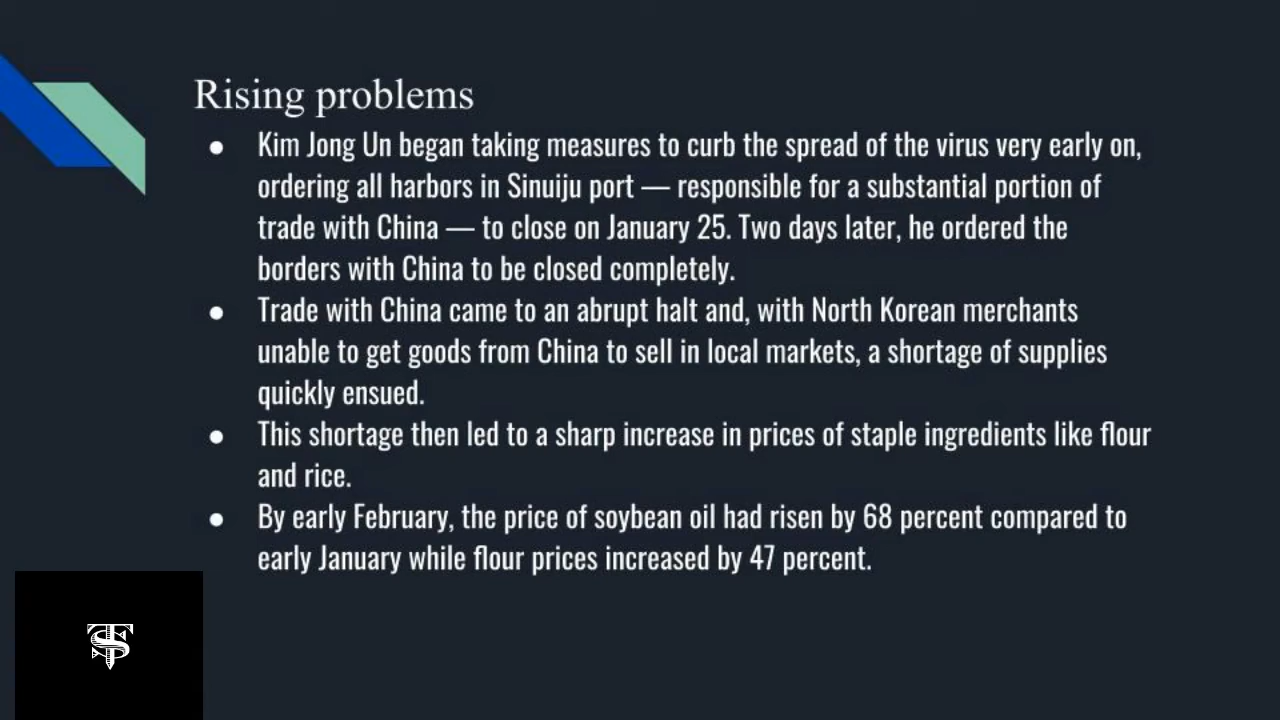 Rising problems
● Kim Jong Un began taking measures to curb the spread of the virus very early on,
ordering all harbors in Sinuiju port — responsible for a substantial portion of
trade with China — to close on January 25. Two days later, he ordered the
borders with China to be closed completely.
● Trade with China came to an abrupt halt and, with North Korean merchants
unable to get goods from China to sell in local markets, a shortage of supplies
quickly ensued.
● This shortage then led to a sharp increase in prices of staple ingredients like flour
and rice.
● By early February, the price of soybean oil had risen by 68 percent compared to
early January while flour prices increased by 47 percent.